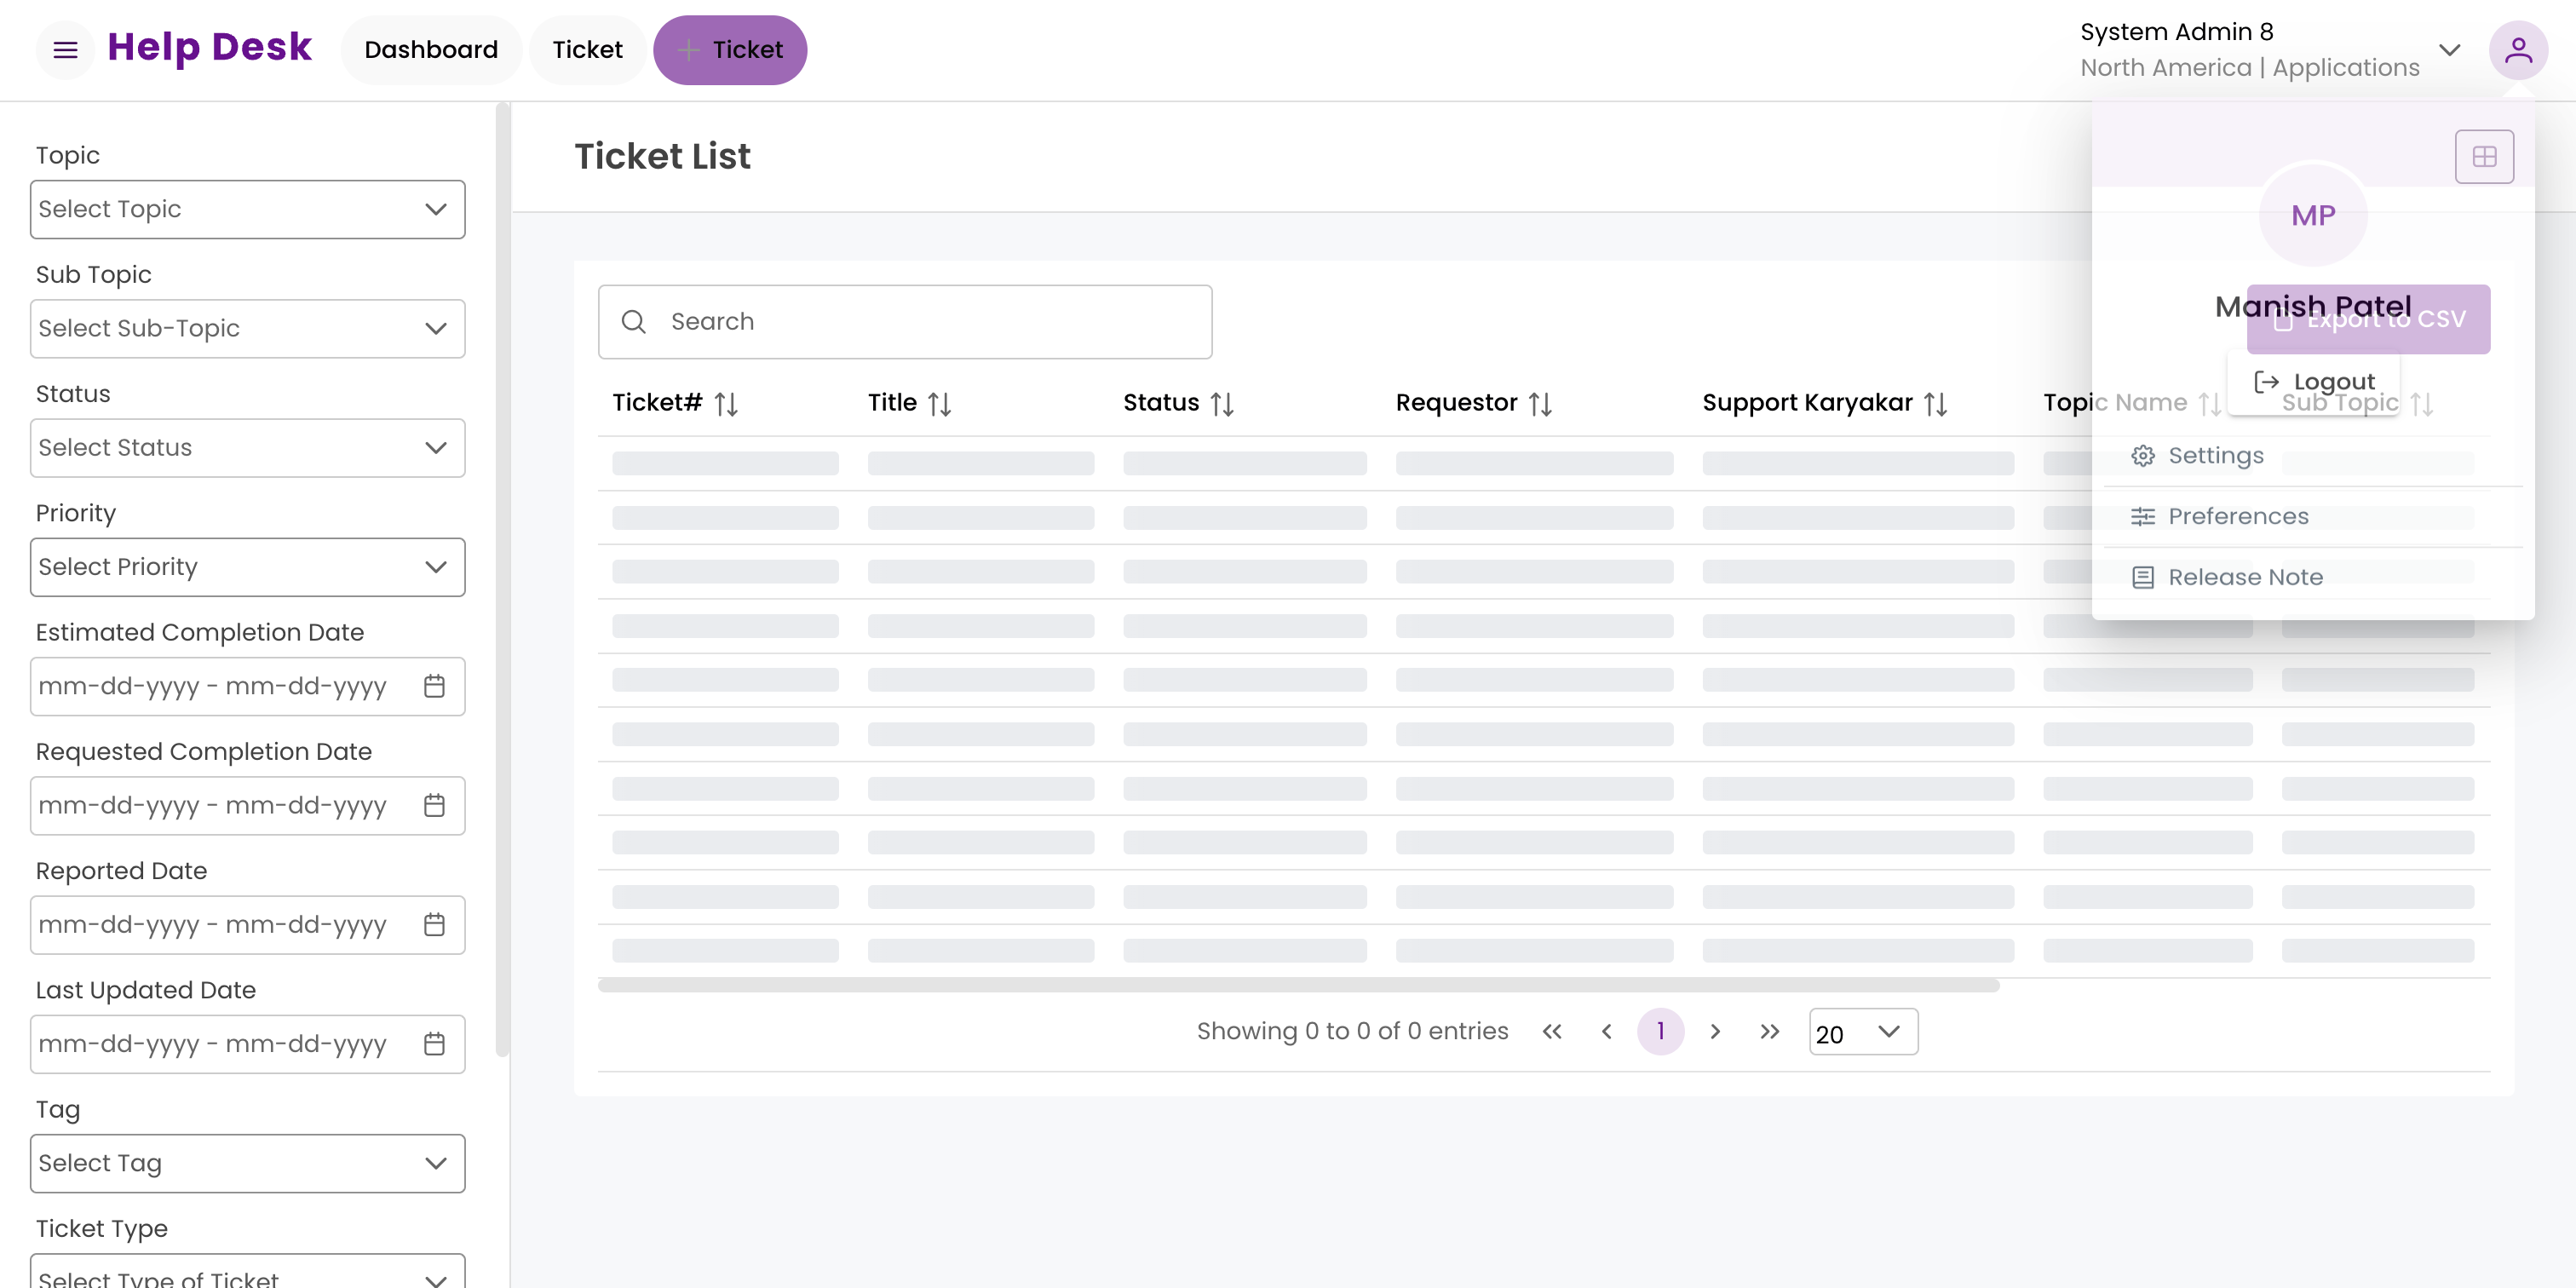 Help Desk
Dashboard
Ticket
Ticket
System Admin 8
North America | Applications
Topic
Select Topic
Sub Topic
Select Sub-Topic
Status
Select Status
Priority
Select Priority
Estimated Completion Date
mm-dd-yyyy - mm-dd-yyyy
Requested Completion Date
mm-dd-yyyy - mm-dd-yyyy
Reported Date
mm-dd-yyyy - mm-dd-yyyy
Last Updated Date
mm-dd-yyyy - mm-dd-yyyy
Tag
Select Tag
Ticket Type
Select Type of Ticket
Ticket List
Search
Export to CSV
Ticket#
Title
Status
Requestor
Support Karyakar
Topic Name
Sub Topic
Showing 0 to 0 of 0 entries
1
20
MP
Manish Patel
Logout
Settings
Preferences
Release Note